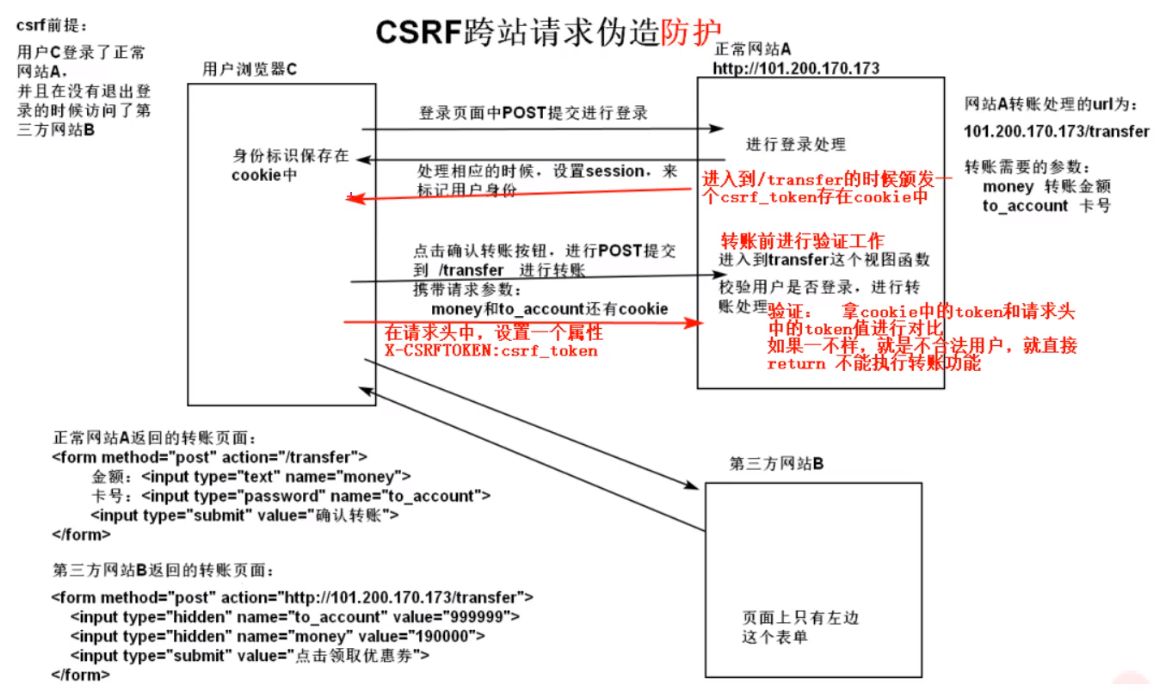 CSRF跨站请求伪造防护
csrf前提：
用户C登录了正常
网站A，
并且在没有退出登
录的时候访问了第
三方网站B
用户浏览器C
身份标识保存在
cookie中
登录页面中POST提交进行登录
处理相应的时候，设置session，来
标记用户身份
点击确认转账按钮，进行POST提交
到 /transfer 进行转账
携带请求参数：
money和to_account还有cookie
在请求头中，设置一个属性
X-CSRFTOKEN:csrf_token
正常网站A
http://101.200.170.173
进行登录处理
进入到/transfer的时候颁发一
个csrf_token存在cookie中
转账前进行验证工作
进入到transfer这个视图函数
校验用户是否登录，进行转
账处理
验证： 拿cookie中的token和请求头
中的token值进行对比
如果一不样，就是不合法用户，就直接
return 不能执行转账功能
网站A转账处理的url为：
101.200.170.173/transfer
转账需要的参数：
money 转账金额
to_account 卡号
正常网站A返回的转账页面：
<form method="post" action="/transfer">
金额：<input type="text" name="money">
卡号：<input type="password" name="to_account">
<input type="submit" value="确认转账">
</form>
第三方网站B返回的转账页面：
<form method="post" action="http://101.200.170.173/transfer">
<input type="hidden" name="to_account" value="999999">
<input type="hidden" name="money" value="190000">
<input type="submit" value="点击领取优惠券">
</form>
第三方网站B
页面上只有左边
这个表单